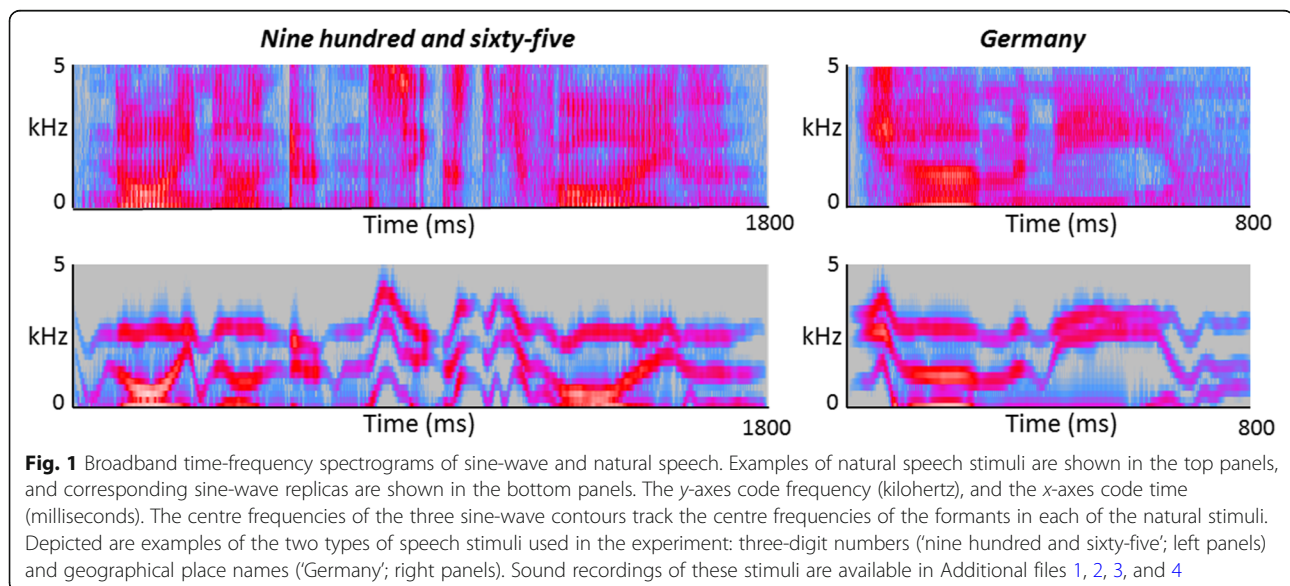 Nine hundred and sixty-five
Germany
5
kHz
0
Time (ms)
1800
5
kHz
0
Time (ms)
800
5
kHz
0
Time (ms)
1800
5
kHz
0
Time (ms)
800
Fig. 1 Broadband time-frequency spectrograms of sine-wave and natural speech. Examples of natural speech stimuli are shown in the top panels,
and corresponding sine-wave replicas are shown in the bottom panels. The y-axes code frequency (kilohertz), and the x-axes code time
(milliseconds). The centre frequencies of the three sine-wave contours track the centre frequencies of the formants in each of the natural stimuli.
Depicted are examples of the two types of speech stimuli used in the experiment: three-digit numbers (‘nine hundred and sixty-five’; left panels)
and geographical place names (‘Germany’; right panels). Sound recordings of these stimuli are available in Additional files 1, 2, 3, and 4